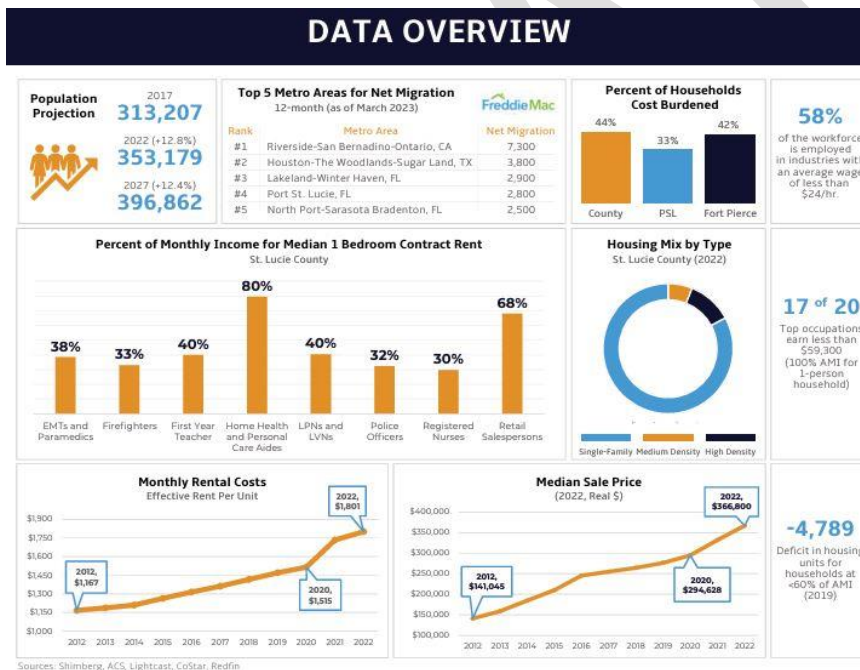 DATA OVERVIEW
Population
Projection
2017
313,207
2022 (+12.8%)
353,179
2027 (+12.4%)
396,862
Top 5 Metro Areas for Net Migration
12-month (as of March 2023)
FreddieMac
Rank Metro Area Net Migration
#1 Riverside-San Bernadino-Ontario, CA 7,300
#2 Houston-The Woodlands-Sugar Land, TX 3,800
#3 Lakeland-Winter Haven, FL 2,900
#4 Port St. Lucie, FL 2,800
#5 North Port-Sarasota Bradenton, FL 2,500
Percent of Households
Cost Burdened
44% 33% 42%
County PSL Fort Pierce
58%
of the workforce
is employed
in industries with
an average wage
of less than
$24/hr.
Percent of Monthly Income for Median 1 Bedroom Contract Rent
St. Lucie County
38% 33% 40% 80% 40% 32% 30% 68%
EMTs and Firefighters First Year Home Health LPNs and Police Registered Retail
Paramedics Teacher and Personal LVNs Officers Nurses Salespersons
Care Aides
Housing Mix by Type
St. Lucie County (2022)
Single-Family Medium Density High Density
17 of 20
Top occupations
earn less than
$59,300
(100% AMI for
1-person
household)
Monthly Rental Costs
Effective Rent Per Unit
$1,900
$1,750
$1,600
$1,450
$1,300
$1,150
$1,000
2012,
$1,167
2020,
$1,515
2022,
$1,801
2012 2013 2014 2015 2016 2017 2018 2019 2020 2021 2022
Median Sale Price
(2022, Real $)
$400,000
$350,000
$300,000
$250,000
$200,000
$150,000
$100,000
2012,
$141,045
2020,
$294,628
2022,
$366,800
2012 2013 2014 2015 2016 2017 2018 2019 2020 2021 2022
-4,789
Deficit in housing
units for
households at
<60% of AMI
(2019)
Sources: Shimberg, ACS, Lightcast, CoStar, Redfin